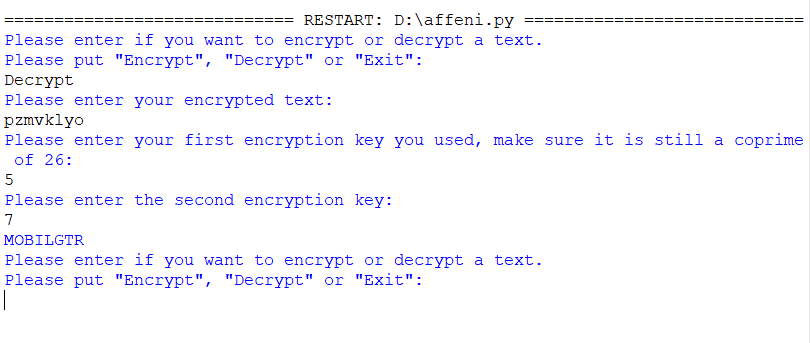 ============================= RESTART: D:\affeni.py ============================
Please enter if you want to encrypt or decrypt a text.
Please put "Encrypt", "Decrypt" or "Exit":
Decrypt
Please enter your encrypted text:
pzmvklyo
Please enter your first encryption key you used, make sure it is still a coprime
 of 26:
5
Please enter the second encryption key:
7
MOBILGTR
Please enter if you want to encrypt or decrypt a text.
Please put "Encrypt", "Decrypt" or "Exit":